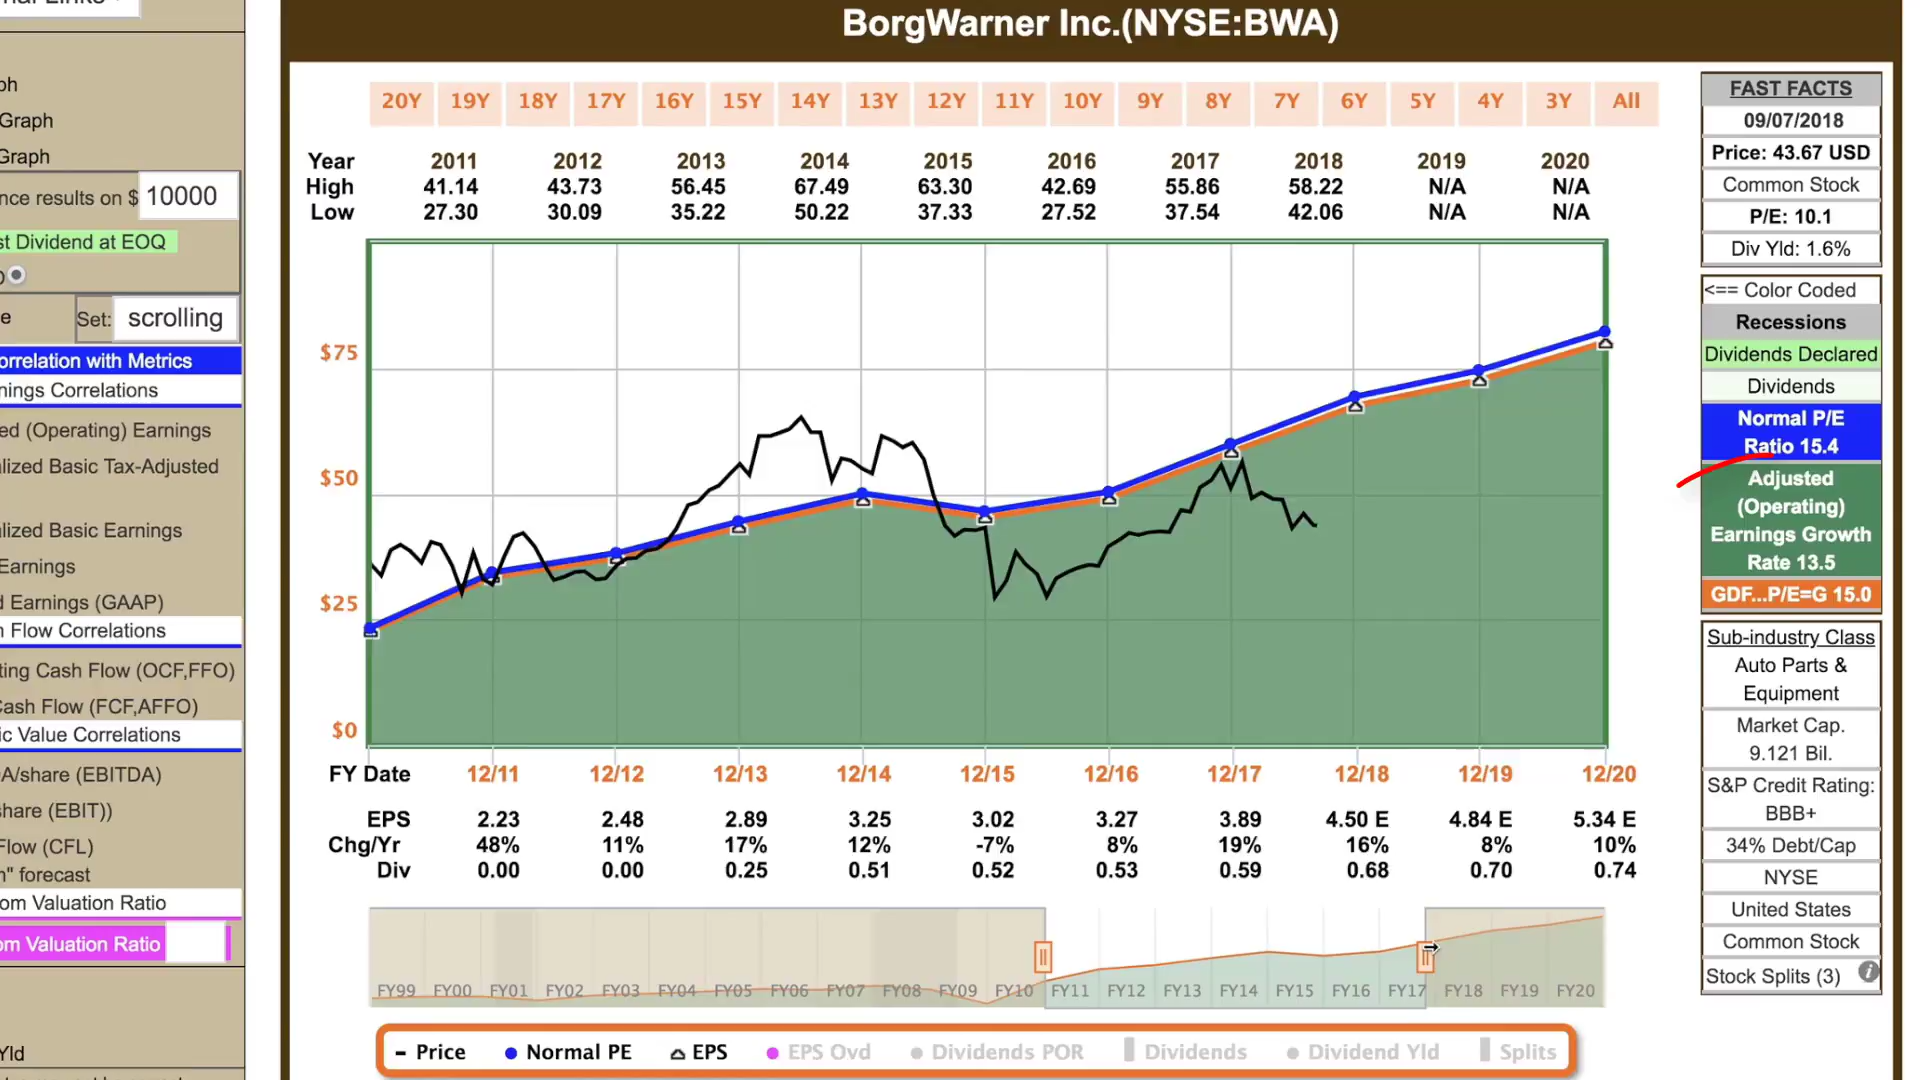 BorgWarner Inc.(NYSE:BWA)
20Y 19Y 18Y 17Y 16Y 15Y 14Y 13Y 12Y 11Y 10Y 9Y 8Y 7Y 6Y 5Y 4Y 3Y All
Year 2011 2012 2013 2014 2015 2016 2017 2018 2019 2020
High 41.14 43.73 56.45 67.49 63.30 42.69 55.86 58.22 N/A N/A
Low 27.30 30.09 35.22 50.22 37.33 27.52 37.54 42.06 N/A N/A
$75
$50
$25
$0
FY Date 12/11 12/12 12/13 12/14 12/15 12/16 12/17 12/18 12/19 12/20
EPS 2.23 2.48 2.89 3.25 3.02 3.27 3.89 4.50 E 4.84 E 5.34 E
Chg/Yr 48% 11% 17% 12% -7% 8% 19% 16% 8% 10%
Div 0.00 0.00 0.25 0.51 0.52 0.53 0.59 0.68 0.70 0.74
FY99 FY00 FY01 FY02 FY03 FY04 FY05 FY06 FY07 FY08 FY09 FY10 FY11 FY12 FY13 FY14 FY15 FY16 FY17 FY18 FY19 FY20
Price Normal PE EPS EPS Ovd Dividends POR Dividends Dividend Yld Splits
FAST FACTS
09/07/2018
Price: 43.67 USD
Common Stock
P/E: 10.1
Div Yld: 1.6%
<== Color Coded
Recessions
Dividends Declared
Dividends
Normal P/E
Ratio 15.4
Adjusted
(Operating)
Earnings Growth
Rate 13.5
GDF...P/E=G 15.0
Sub-industry Class
Auto Parts &
Equipment
Market Cap.
9.121 Bil.
S&P Credit Rating:
BBB+
34% Debt/Cap
NYSE
United States
Common Stock
Stock Splits (3) i
Graph
Graph
nce results on $ 10000
st Dividend at EOQ
e Set: scrolling
orrelation with Metrics
nings Correlations
ed (Operating) Earnings
alized Basic Tax-Adjusted
alized Basic Earnings
Earnings
d Earnings (GAAP)
h Flow Correlations
ting Cash Flow (OCF,FFO)
Cash Flow (FCF,AFFO)
ic Value Correlations
DA/share (EBITDA)
share (EBIT))
Flow (CFL)
n" forecast
om Valuation Ratio
om Valuation Ratio
Yld